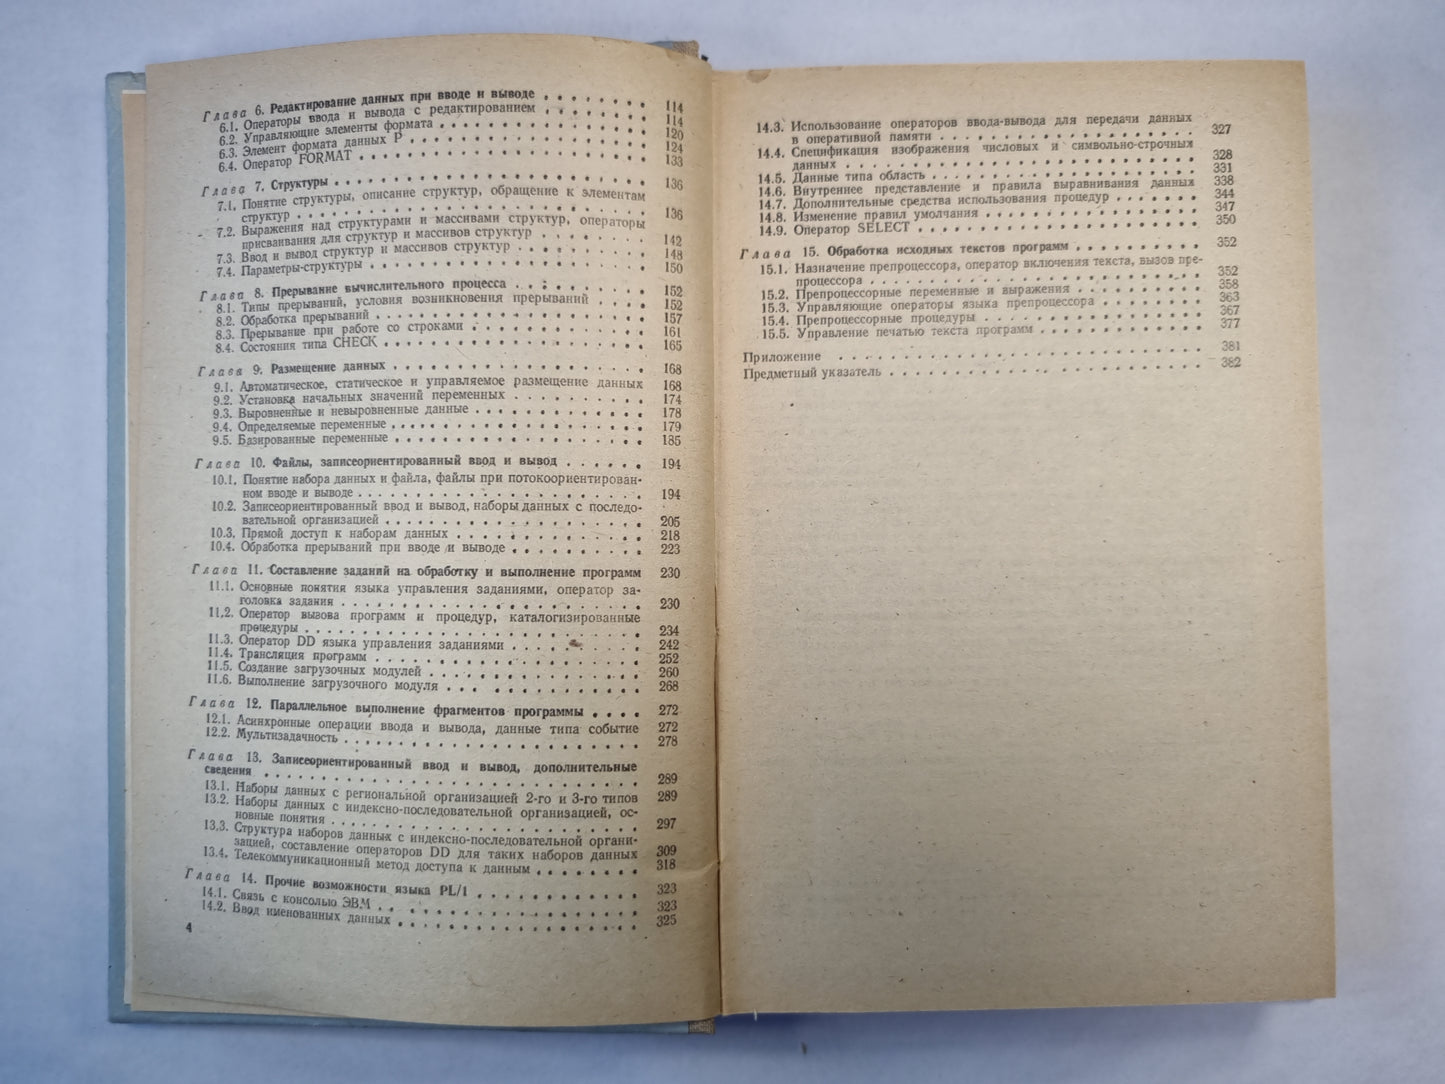 Глава 6. Редактирование данных при вводе и выводе . . . . . . . . 114
6.1. Операторы ввода и вывода с редактированием . . . . . . . . 114
6.2. Управляющие элементы формата . . . . . . . . 120
6.3. Элемент формата данных P . . . . . . . . 124
6.4. Оператор FORMAT . . . . . . . . 133
Глава 7. Структуры . . . . . . . . 136
7.1. Понятие структуры, описание структур, обращение к элементам
структур . . . . . . . . 136
7.2. Выражения над структурами и массивами структур, операторы
присваивания для структур и массивов структур . . . . . . . . 142
7.3. Ввод и вывод структур и массивов структур . . . . . . . . 148
7.4. Параметры-структуры . . . . . . . . 150
Глава 8. Прерывание вычислительного процесса . . . . . . . . 152
8.1. Типы прерываний, условия возникновения прерываний . . . . 152
8.2. Обработка прерываний . . . . . . . . 157
8.3. Прерывание при работе со строками . . . . . . . . 161
8.4. Состояния типа CHECK . . . . . . . . 165
Глава 9. Размещение данных . . . . . . . . 168
9.1. Автоматическое, статическое и управляемое размещение данных 168
9.2. Установка начальных значений переменных . . . . . . . . 174
9.3. Выровненные и невыровненные данные . . . . . . . . 178
9.4. Определяемые переменные . . . . . . . . 179
9.5. Базированные переменные . . . . . . . . 185
Глава 10. Файлы, записеориентированный ввод и вывод . . . . . . 194
10.1. Понятие набора данных и файла, файлы при потокоориентирован-
ном вводе и выводе . . . . . . . . 194
10.2. Записеориентированный ввод и вывод, наборы данных с последо-
вательной организацией . . . . . . . . 205
10.3. Прямой доступ к наборам данных . . . . . . . . 218
10.4. Обработка прерываний при вводе и выводе . . . . . . . . 223
Глава 11. Составление заданий на обработку и выполнение программ 230
11.1. Основные понятия языка управления заданиями, оператор за-
головка задания . . . . . . . . 230
11.2. Оператор вызова программ и процедур, каталогизированные
процедуры . . . . . . . . 234
11.3. Оператор DD языка управления заданиями . . . . . . . . 242
11.4. Трансляция программ . . . . . . . . 252
11.5. Создание загрузочных модулей . . . . . . . . 260
11.6. Выполнение загрузочного модуля . . . . . . . . 268
Глава 12. Параллельное выполнение фрагментов программы . . . . 272
12.1. Асинхронные операции ввода и вывода, данные типа событие 272
12.2. Мультизадачность . . . . . . . . 278
Глава 13. Записеориентированный ввод и вывод, дополнительные
сведения . . . . . . . . 289
13.1. Наборы данных с региональной организацией 2-го и 3-го типов 289
13.2. Наборы данных с индексно-последовательной организацией, ос-
новные понятия . . . . . . . . 297
13.3. Структура наборов данных с индексно-последовательной органи-
зацией, составление операторов DD для таких наборов данных 309
13.4. Телекоммуникационный метод доступа к данным . . . . . . . . 318
Глава 14. Прочие возможности языка PL/1 . . . . . . . . 323
14.1. Связь с консолью ЭВМ . . . . . . . . 323
14.2. Ввод именованных данных . . . . . . . . 325
4
14.3. Использование операторов ввода-вывода для передачи данных
в оперативной памяти . . . . . . . . 327
14.4. Спецификация изображения числовых и символьно-строчных
данных . . . . . . . . 328
14.5. Данные типа область . . . . . . . . 331
14.6. Внутреннее представление и правила выравнивания данных 338
14.7. Дополнительные средства использования процедур . . . . . . . . 344
14.8. Изменение правил умолчания . . . . . . . . 347
14.9. Оператор SELECT . . . . . . . . 350
Глава 15. Обработка исходных текстов программ . . . . . . . . 352
15.1. Назначение препроцессора, оператор включения текста, вызов пре-
процессора . . . . . . . . 352
15.2. Препроцессорные переменные и выражения . . . . . . . . 358
15.3. Управляющие операторы языка препроцессора . . . . . . . . 363
15.4. Препроцессорные процедуры . . . . . . . . 367
15.5. Управление печатью текста программ . . . . . . . . 377
Приложение . . . . . . . . 381
Предметный указатель . . . . . . . . 382